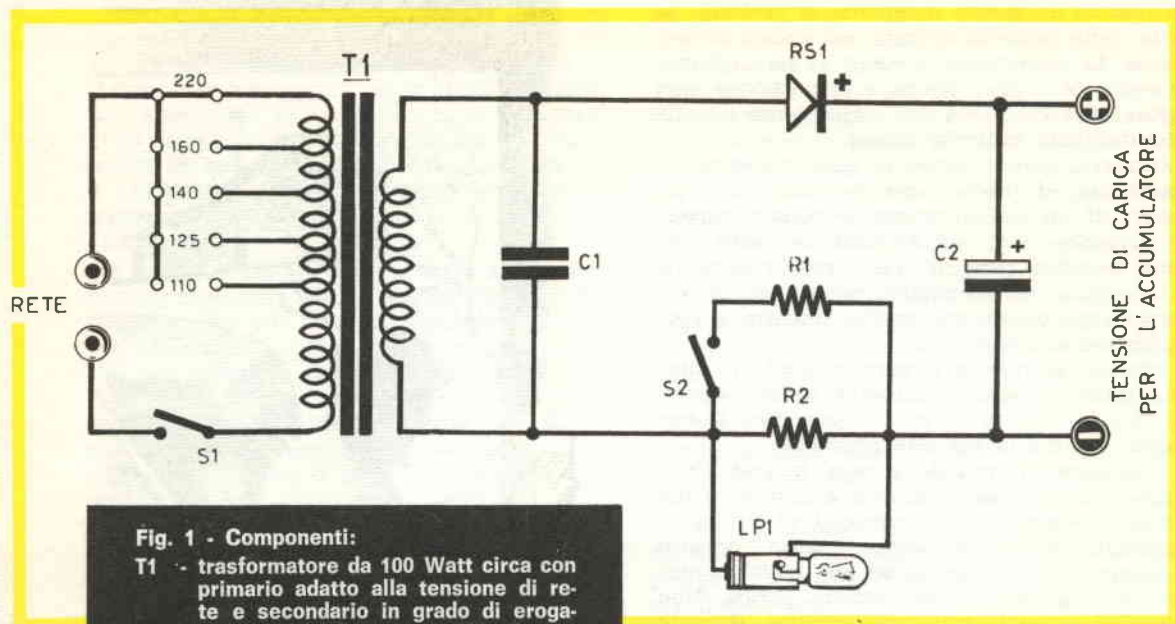 T1
RS1
+
220
160
140
125
110
C1
R1
C2
+
RETE
S2
R2
S1
LP1
TENSIONE DI CARICA
PER L'ACCUMULATORE
Fig. 1 - Componenti:
T1 - trasformatore da 100 Watt circa con
primario adatto alla tensione di re-
te e secondario in grado di eroga-